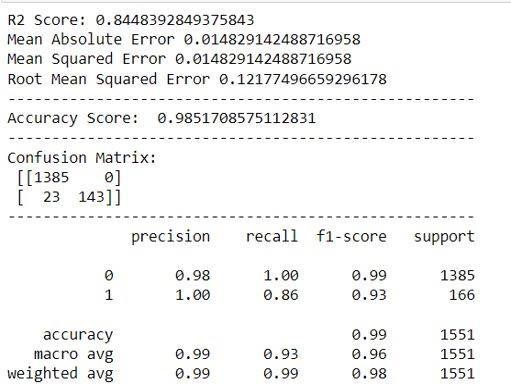 R2 Score: 0.8448392849375843
Mean Absolute Error 0.014829142488716958
Mean Squared Error 0.014829142488716958
Root Mean Squared Error 0.12177496659296178
-----------------------------------------------------
Accuracy Score:  0.9851708575112831
-----------------------------------------------------
Confusion Matrix:
 [[1385    0]
 [  23  143]]
-----------------------------------------------------
              precision    recall  f1-score   support

           0       0.98      1.00      0.99      1385
           1       1.00      0.86      0.93       166

    accuracy                           0.99      1551
   macro avg       0.99      0.93      0.96      1551
weighted avg       0.99      0.99      0.98      1551